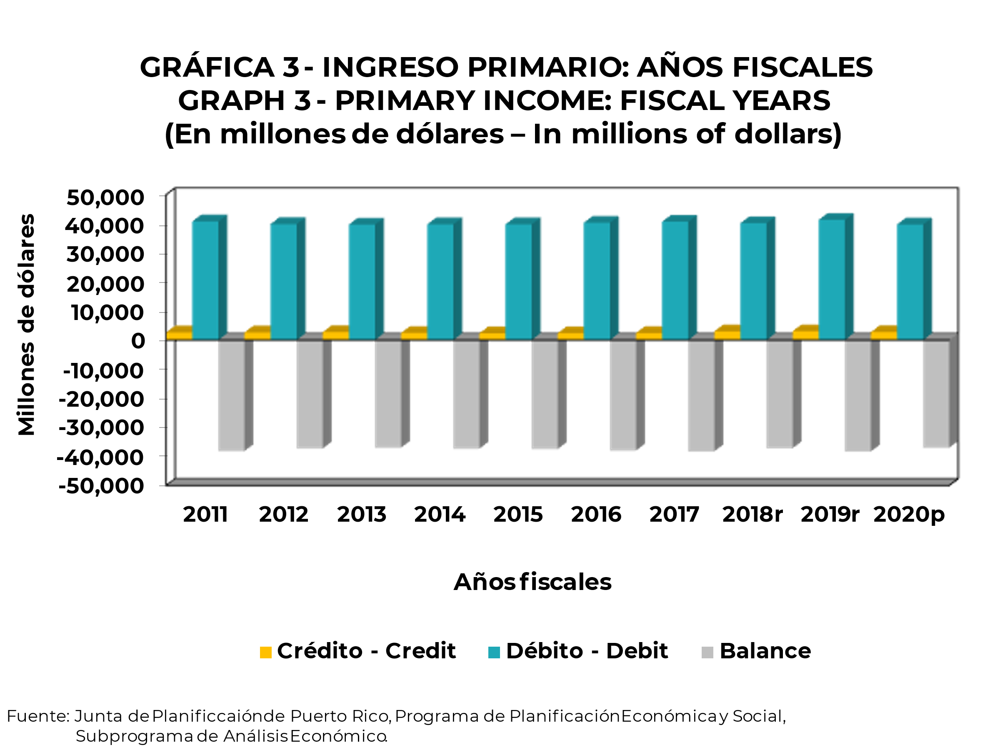 GRÁFICA 3 - INGRESO PRIMARIO: AÑOS FISCALES
GRAPH 3 - PRIMARY INCOME: FISCAL YEARS
(En millones de dólares – In millions of dollars)
Millones de dólares
50,000
40,000
30,000
20,000
10,000
0
-10,000
-20,000
-30,000
-40,000
-50,000
2011 2012 2013 2014 2015 2016 2017 2018r 2019r 2020p
Años fiscales
Crédito - Credit Débito - Debit Balance
Fuente: Junta de Planificcaiónde Puerto Rico, Programa de Planificación Económica y Social,
Subprograma de Análisis Económico.